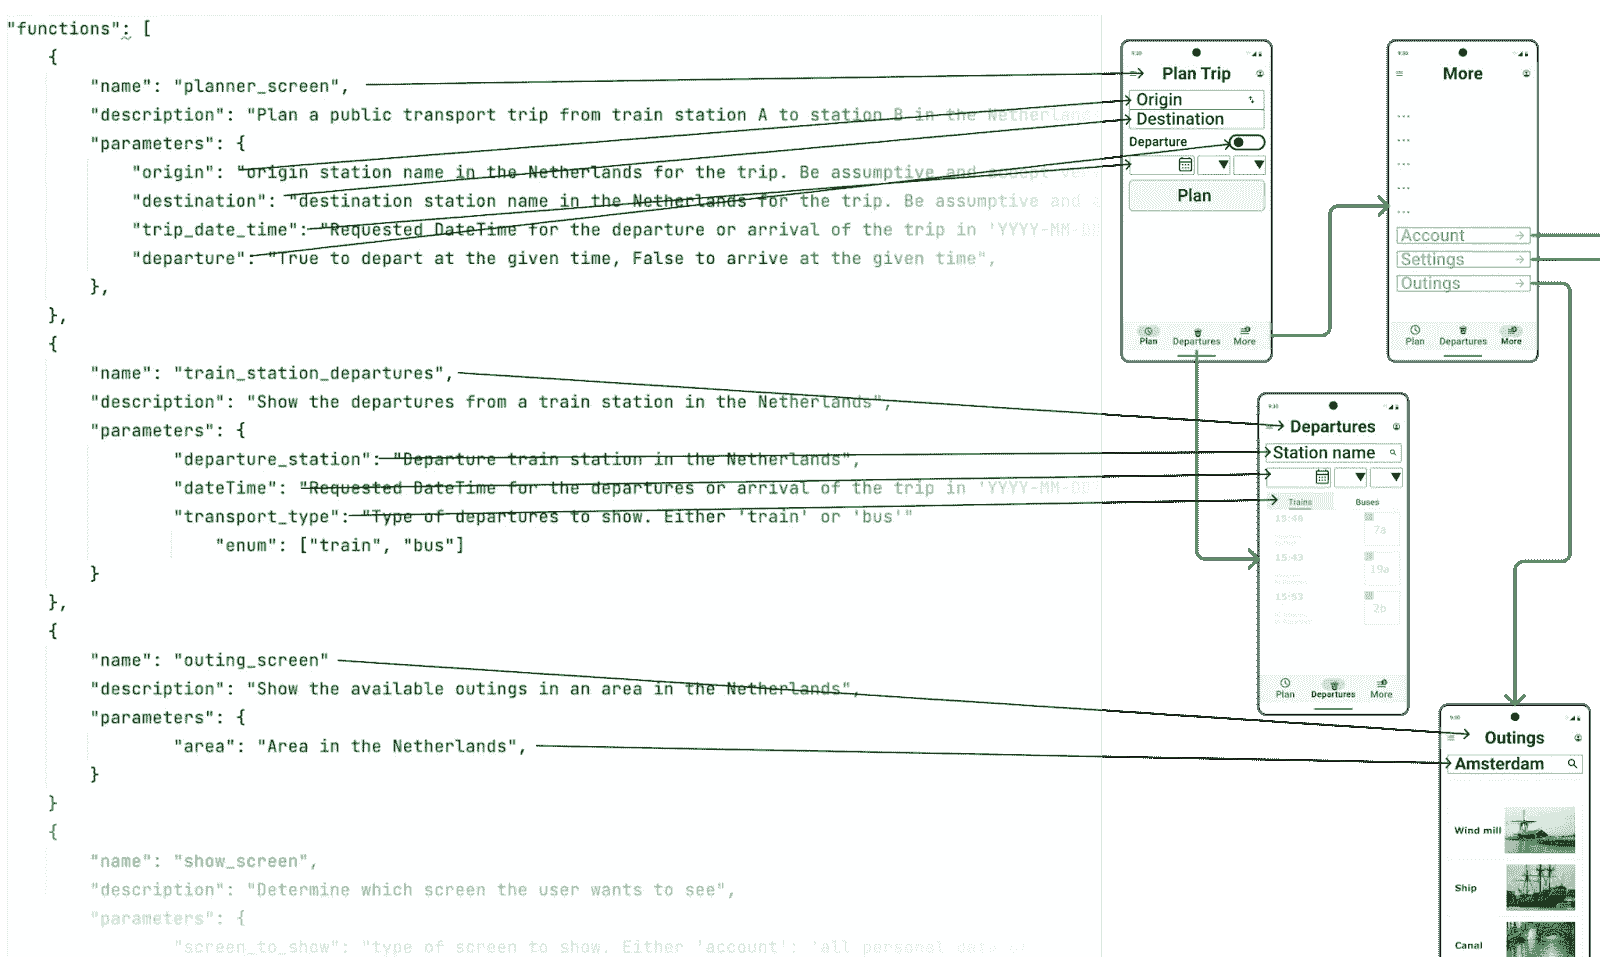 "functions": [
{
"name": "planner_screen",
"description": "Plan a public transport trip from train station A to station B in the Netherlands
"parameters": {
"origin": "origin station name in the Netherlands for the trip. Be assumptive and accept
"destination": "destination station name in the Netherlands for the trip. Be assumptive and
"trip_date_time": "Requested DateTime for the departure or arrival of the trip in 'YYYY-MM-DD
"departure": "True to depart at the given time, False to arrive at the given time",
},
},
{
"name": "train_station_departures",
"description": "Show the departures from a train station in the Netherlands",
"parameters": {
"departure_station": "Departure train station in the Netherlands",
"dateTime": "Requested DateTime for the departures or arrival of the trip in 'YYYY-MM-DD
"transport_type": "Type of departures to show. Either 'train' or 'bus'"
"enum": ["train", "bus"]
}
},
{
"name": "outing_screen"
"description": "Show the available outings in an area in the Netherlands",
"parameters": {
"area": "Area in the Netherlands",
}
}
{
"name": "show_screen",
"description": "Determine which screen the user wants to see",
"parameters": {
"screen_to_show": "type of screen to show. Either 'account': 'all personal data
9:30
Plan Trip
Origin
Destination
Departure
Plan
Plan Departures More
9:30
More
...
...
...
...
...
Account
Settings
Outings
Plan Departures More
9:30
Departures
Station name
Trains Buses
15:46
7a
15:43
19a
15:53
2b
Plan Departures More
9:30
Outings
Amsterdam
Wind mill
Ship
Canal